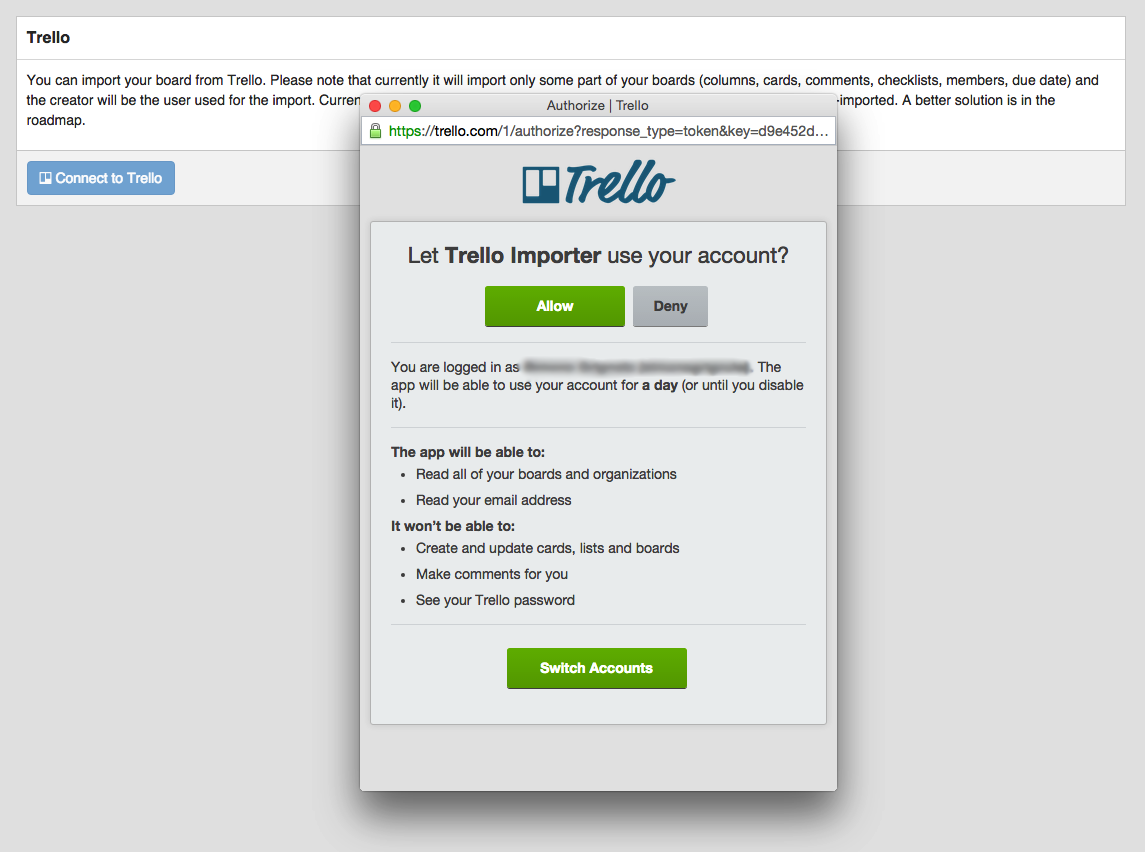 Trello
You can import your board from Trello. Please note that currently it will import only some part of your boards (columns, cards, comments, checklists, members, due date) and
the creator will be the user used for the import. Curren
-imported. A better solution is in the
roadmap.
Connect to Trello
Authorize | Trello
https://trello.com/1/authorize?response_type=token&key=d9e452d...
Trello
Let Trello Importer use your account?
Allow
Deny
You are logged in as . The
app will be able to use your account for a day (or until you disable
it).
The app will be able to:
• Read all of your boards and organizations
• Read your email address
It won't be able to:
• Create and update cards, lists and boards
• Make comments for you
• See your Trello password
Switch Accounts